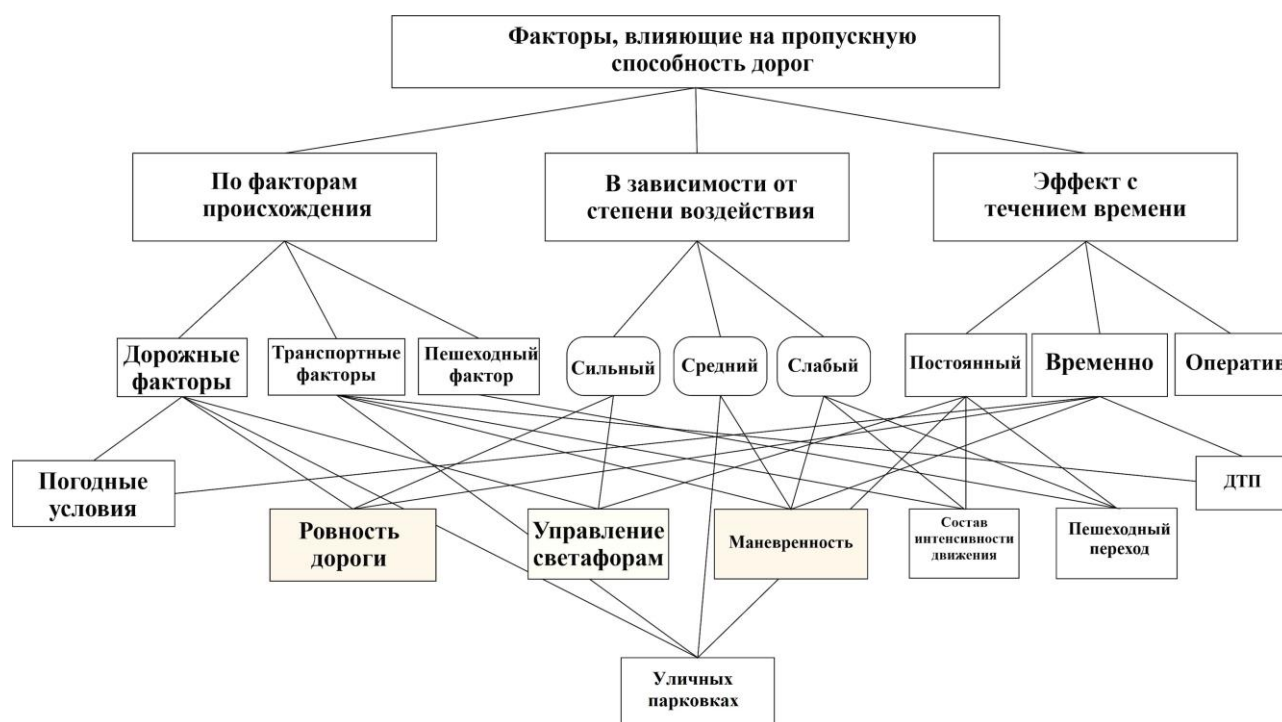 Факторы, влияющие на пропускную
способность дорог
По факторам
происхождения
В зависимости от
степени воздействия
Эффект с
течением времени
Дорожные
факторы
Транспортные
факторы
Пешеходный
фактор
Сильный
Средний
Слабый
Постоянный
Временно
Оператив
Погодные
условия
ДТП
Ровность
дороги
Управление
светафорам
Маневренность
Состав
интенсивности
движения
Пешеходный
переход
Уличных
парковках